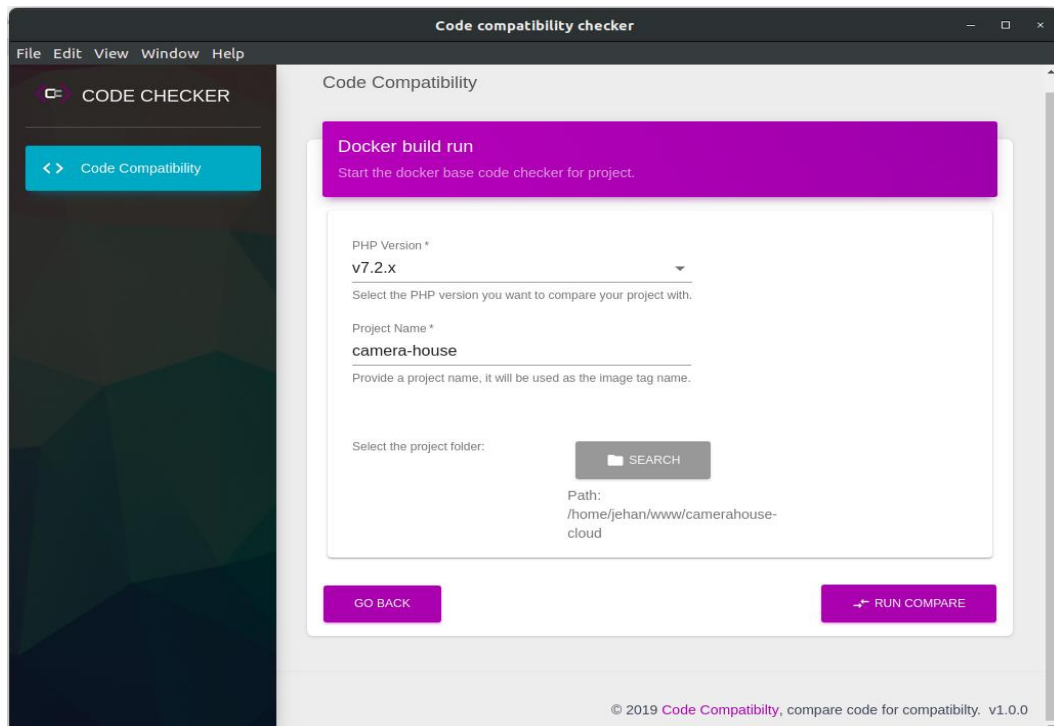 Code compatibility checker
File Edit View Window Help
CODE CHECKER
Code Compatibility
Code Compatibility
Docker build run
Start the docker base code checker for project.
PHP Version *
v7.2.x
Select the PHP version you want to compare your project with.
Project Name *
camera-house
Provide a project name, it will be used as the image tag name.
Select the project folder:
SEARCH
Path:
/home/jehan/www/camerahouse-
cloud
GO BACK
RUN COMPARE
© 2019 Code Compatibilty, compare code for compatibilty. v1.0.0